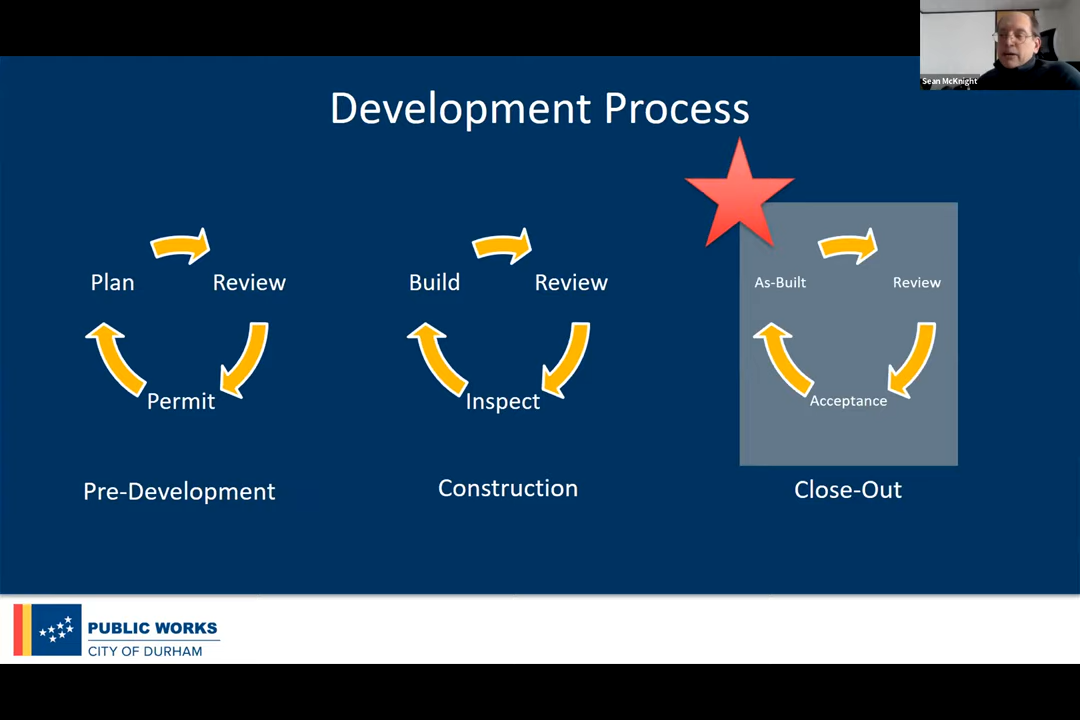 Sean McKnight
Development Process
Plan
Review
Permit
Pre-Development
Build
Review
Inspect
Construction
As-Built
Review
Acceptance
Close-Out
PUBLIC WORKS
CITY OF DURHAM